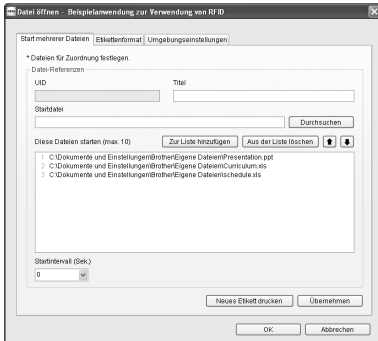 Datei öffnen - Beispielanwendung zur Verwendung von RFID
Start mehrerer Dateien Etikettenformat Umgebungseinstellungen
* Dateien für Zuordnung festlegen.
Datei-Referenzen
UID Titel
Startdatei
Durchsuchen
Diese Dateien starten (max. 10) Zur Liste hinzufügen Aus der Liste löschen
1 C:\Dokumente und Einstellungen\Brother\Eigene Dateien\Presentation.ppt
2 C:\Dokumente und Einstellungen\Brother\Eigene Dateien\Curriculum.xls
3 C:\Dokumente und Einstellungen\Brother\Eigene Dateien\schedule.xls
Startintervall (Sek.)
0
Neues Etikett drucken Übernehmen
OK Abbrechen